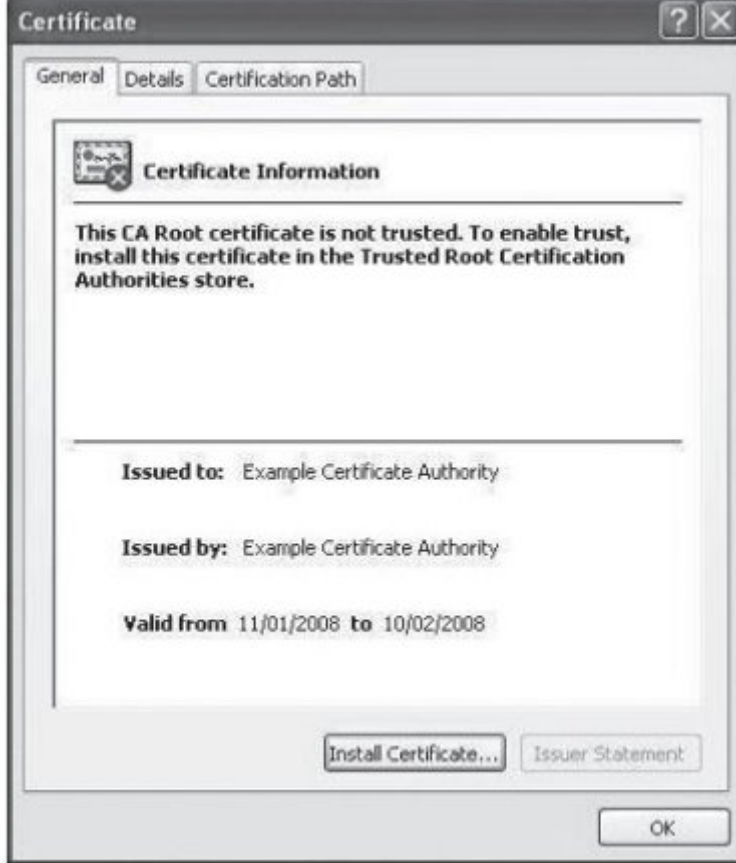 Certificate
General Details Certification Path
Certificate Information
This CA Root certificate is not trusted. To enable trust,
install this certificate in the Trusted Root Certification
Authorities store.
Issued to: Example Certificate Authority
Issued by: Example Certificate Authority
Valid from 11/01/2008 to 10/02/2008
Install Certificate... Issuer Statement
OK